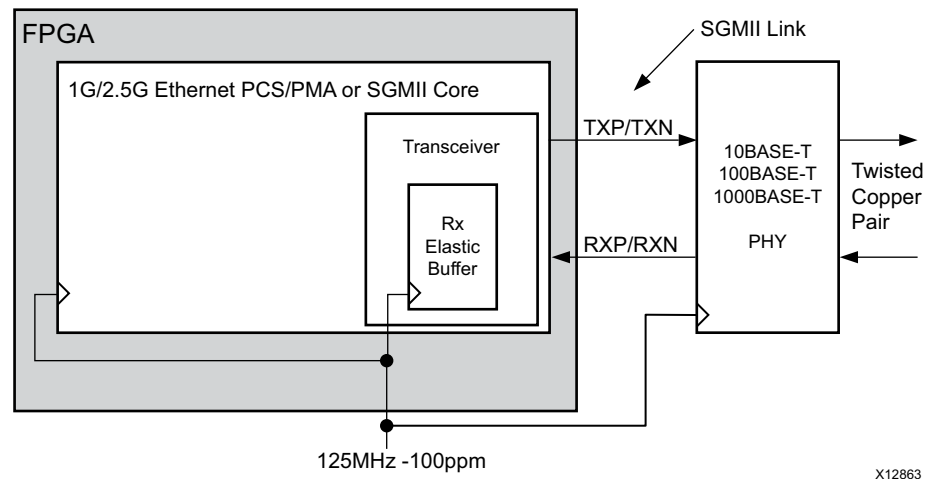 FPGA
SGMII Link
1G/2.5G Ethernet PCS/PMA or SGMII Core
Transceiver
Rx
Elastic
Buffer
TXP/TXN
RXP/RXN
10BASE-T
100BASE-T
1000BASE-T
PHY
Twisted
Copper
Pair
125MHz -100ppm
X12863